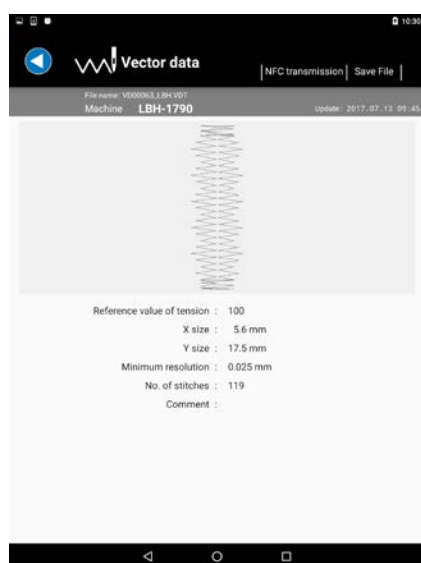 10:30
Vector data
NFC transmission Save File
File name: VD00063_LBH.VDT
Machine LBH-1790
Update: 2017.07.13 09:45
Reference value of tension : 100
X size : 5.6 mm
Y size : 17.5 mm
Minimum resolution : 0.025 mm
No. of stitches : 119
Comment :